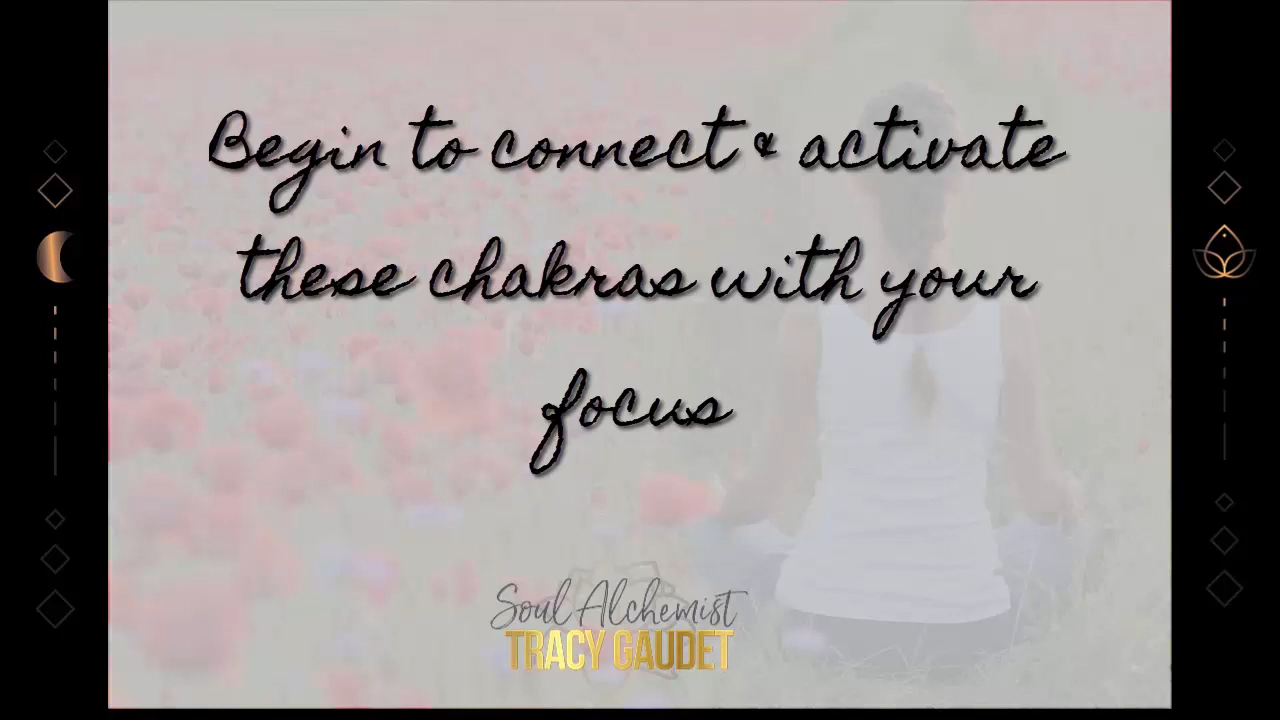 Begin to connect & activate
these chakras with your
focus
Soul Alchemist
TRACY GAUDET